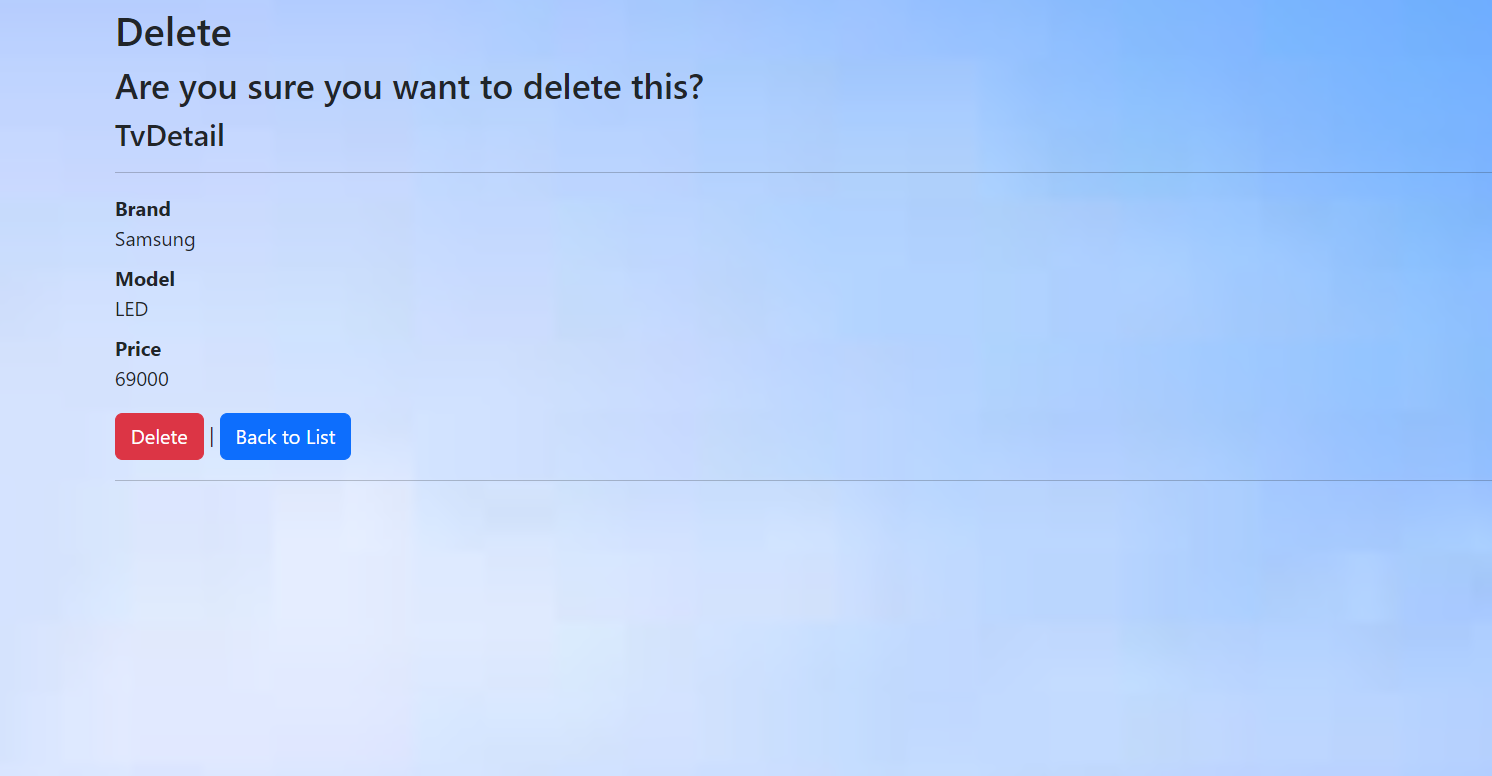 Delete
Are you sure you want to delete this?
TvDetail
Brand
Samsung
Model
LED
Price
69000
Delete | Back to List